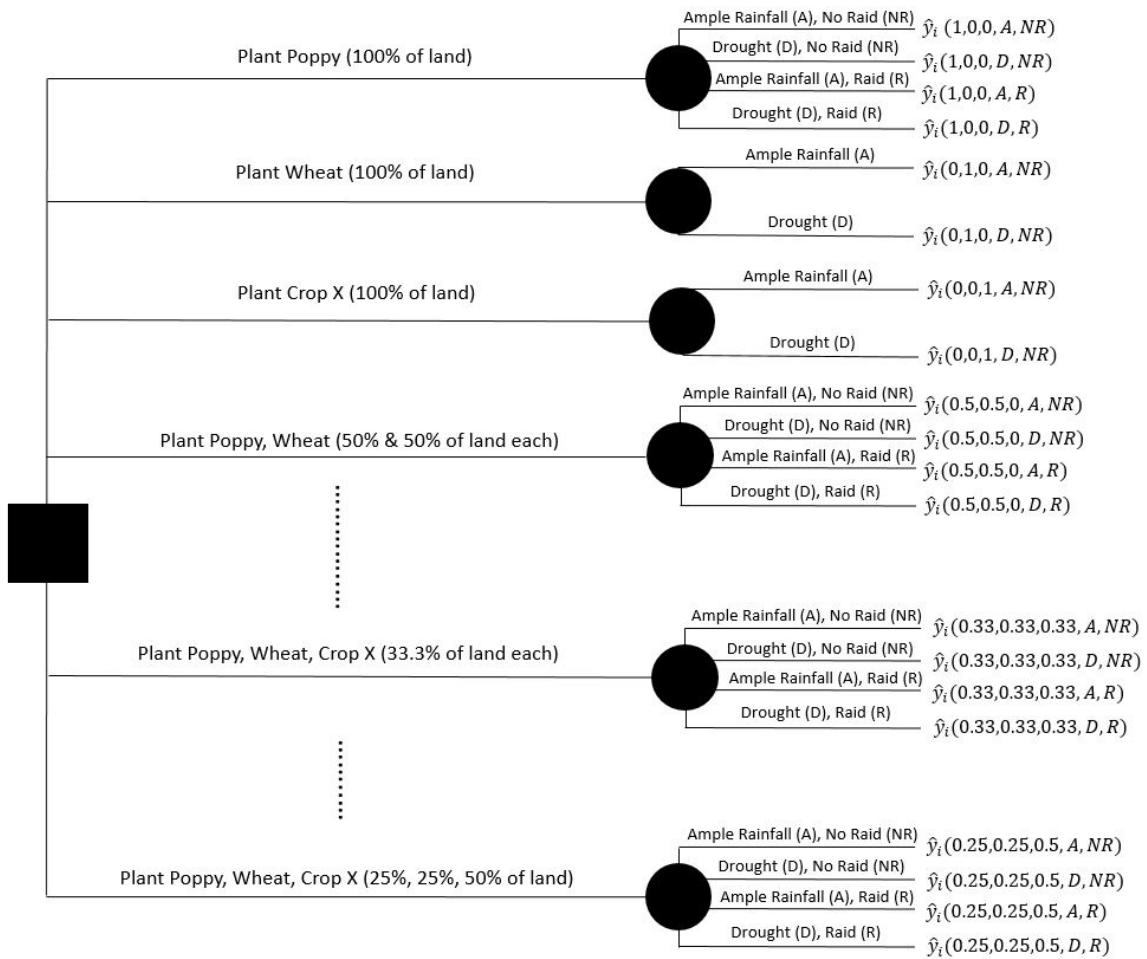 Ample Rainfall (A), No Raid (NR) ŷᵢ (1,0,0, A, NR)
Plant Poppy (100% of land)
Drought (D), No Raid (NR) ŷᵢ(1,0,0, D, NR)
Ample Rainfall (A), Raid (R) ŷᵢ(1,0,0, A, R)
Drought (D), Raid (R) ŷᵢ(1,0,0, D, R)
Plant Wheat (100% of land)
Ample Rainfall (A) ŷᵢ(0,1,0, A, NR)
Drought (D) ŷᵢ(0,1,0, D, NR)
Plant Crop X (100% of land)
Ample Rainfall (A) ŷᵢ(0,0,1, A, NR)
Drought (D) ŷᵢ(0,0,1, D, NR)
Plant Poppy, Wheat (50% & 50% of land each)
Ample Rainfall (A), No Raid (NR) ŷᵢ(0.5,0.5,0, A, NR)
Drought (D), No Raid (NR) ŷᵢ(0.5,0.5,0, D, NR)
Ample Rainfall (A), Raid (R) ŷᵢ(0.5,0.5,0, A, R)
Drought (D), Raid (R) ŷᵢ(0.5,0.5,0, D, R)
Plant Poppy, Wheat, Crop X (33.3% of land each)
Ample Rainfall (A), No Raid (NR) ŷᵢ(0.33,0.33,0.33, A, NR)
Drought (D), No Raid (NR) ŷᵢ(0.33,0.33,0.33, D, NR)
Ample Rainfall (A), Raid (R) ŷᵢ(0.33,0.33,0.33, A, R)
Drought (D), Raid (R) ŷᵢ(0.33,0.33,0.33, D, R)
Plant Poppy, Wheat, Crop X (25%, 25%, 50% of land)
Ample Rainfall (A), No Raid (NR) ŷᵢ(0.25,0.25,0.5, A, NR)
Drought (D), No Raid (NR) ŷᵢ(0.25,0.25,0.5, D, NR)
Ample Rainfall (A), Raid (R) ŷᵢ(0.25,0.25,0.5, A, R)
Drought (D), Raid (R) ŷᵢ(0.25,0.25,0.5, D, R)